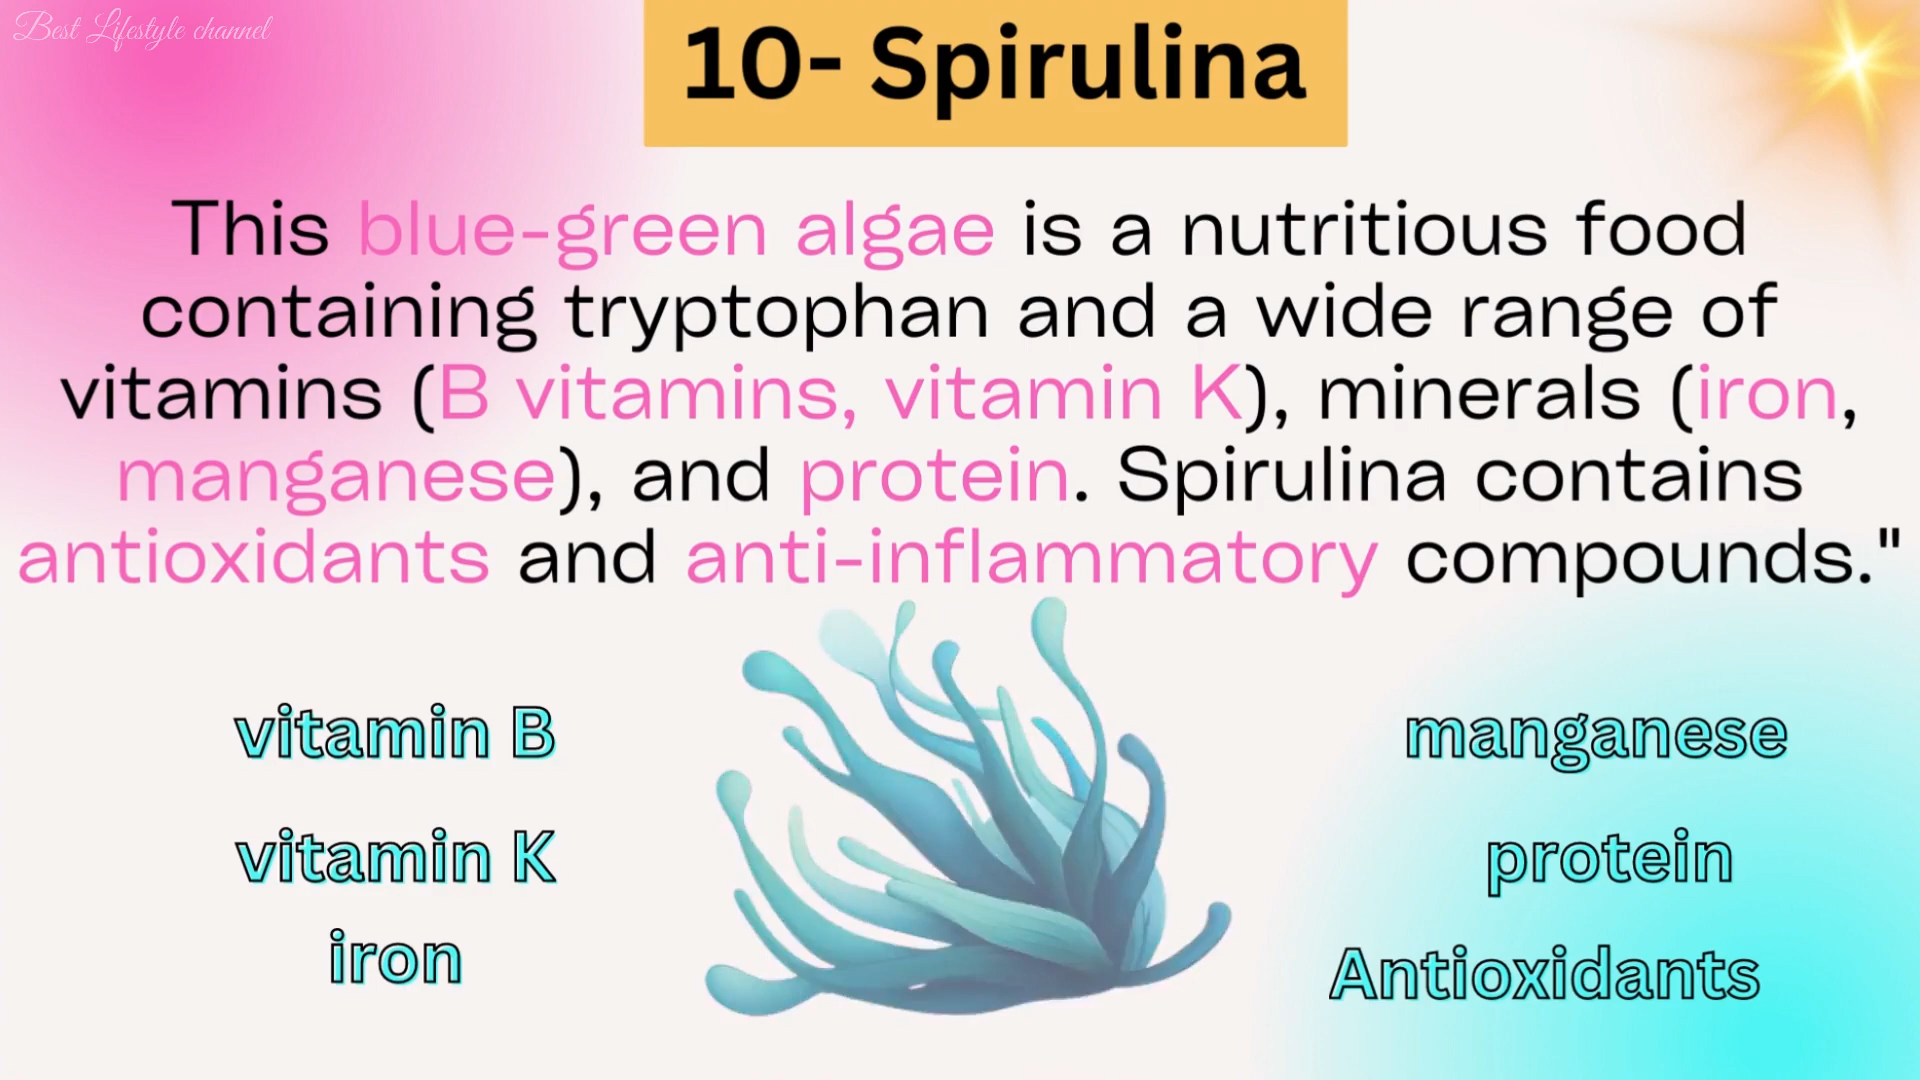 Best Lifestyle channel
10- Spirulina
This blue-green algae is a nutritious food
containing tryptophan and a wide range of
vitamins (B vitamins, vitamin K), minerals (iron,
manganese), and protein. Spirulina contains
antioxidants and anti-inflammatory compounds."
vitamin B
vitamin K
iron
manganese
protein
Antioxidants